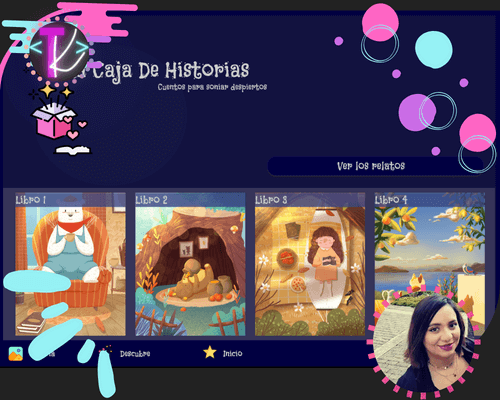 Caja De Historias
Cuentos para soniar despiertos
Ver los relatos
Libro 1
Libro 2
Libro 3
Libro 4
Descubre
Inicio